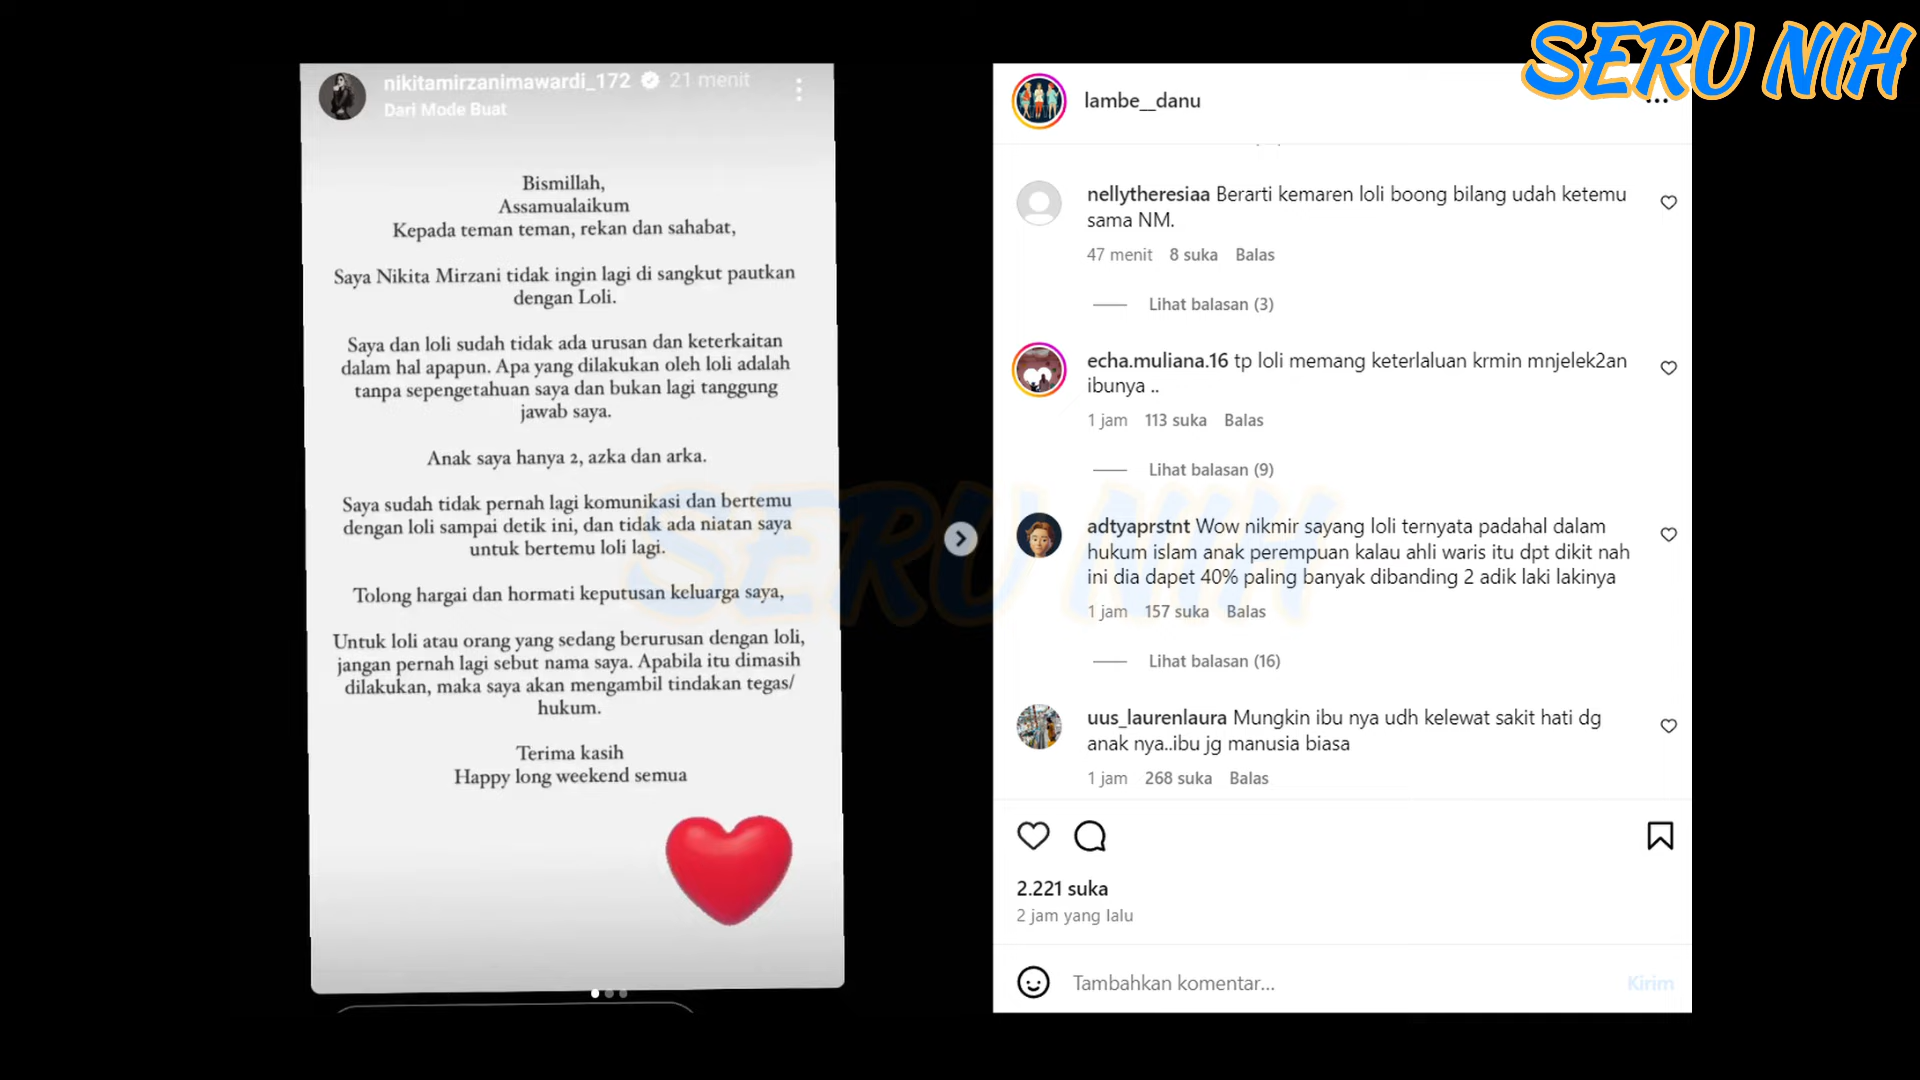 SERU NIH
nikitamirzanimawardi_172 21 menit
Dari Mode Buat
Bismillah,
Assamualaikum
Kepada teman teman, rekan dan sahabat,
Saya Nikita Mirzani tidak ingin lagi di sangkut pautkan
dengan Loli.
Saya dan loli sudah tidak ada urusan dan keterkaitan
dalam hal apapun. Apa yang dilakukan oleh loli adalah
tanpa sepengetahuan saya dan bukan lagi tanggung
jawab saya.
Anak saya hanya 2, azka dan arka.
Saya sudah tidak pernah lagi komunikasi dan bertemu
dengan loli sampai detik ini, dan tidak ada niatan saya
untuk bertemu loli lagi.
Tolong hargai dan hormati keputusan keluarga saya,
Untuk loli atau orang yang sedang berurusan dengan loli,
jangan pernah lagi sebut nama saya. Apabila itu dimasih
dilakukan, maka saya akan mengambil tindakan tegas/
hukum.
Terima kasih
Happy long weekend semua
SERU NIH
lambe__danu
nellytheresiaa Berarti kemaren loli boong bilang udah ketemu
sama NM.
47 menit 8 suka Balas
Lihat balasan (3)
echa.muliana.16 tp loli memang keterlaluan krmin mnjelek2an
ibunya ..
1 jam 113 suka Balas
Lihat balasan (9)
adtyaprstnt Wow nikmir sayang loli ternyata padahal dalam
hukum islam anak perempuan kalau ahli waris itu dpt dikit nah
ini dia dapet 40% paling banyak dibanding 2 adik laki lakinya
1 jam 157 suka Balas
Lihat balasan (16)
uus_laurenlaura Mungkin ibu nya udh kelewat sakit hati dg
anak nya..ibu jg manusia biasa
1 jam 268 suka Balas
2.221 suka
2 jam yang lalu
Tambahkan komentar...
Kirim